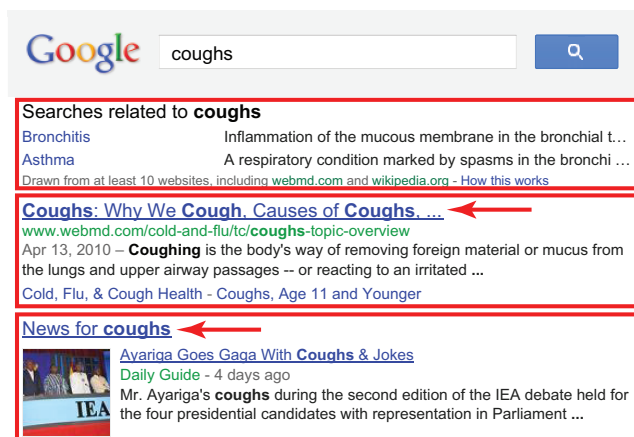 Google
coughs
Searches related to coughs
Bronchitis Inflammation of the mucous membrane in the bronchial t...
Asthma A respiratory condition marked by spasms in the bronchi ...
Drawn from at least 10 websites, including webmd.com and wikipedia.org - How this works
Coughs: Why We Cough, Causes of Coughs, ...
www.webmd.com/cold-and-flu/tc/coughs-topic-overview
Apr 13, 2010 – Coughing is the body's way of removing foreign material or mucus from
the lungs and upper airway passages -- or reacting to an irritated ...
Cold, Flu, & Cough Health - Coughs, Age 11 and Younger
News for coughs
Ayariga Goes Gaga With Coughs & Jokes
Daily Guide - 4 days ago
Mr. Ayariga's coughs during the second edition of the IEA debate held for
the four presidential candidates with representation in Parliament ...
IEA